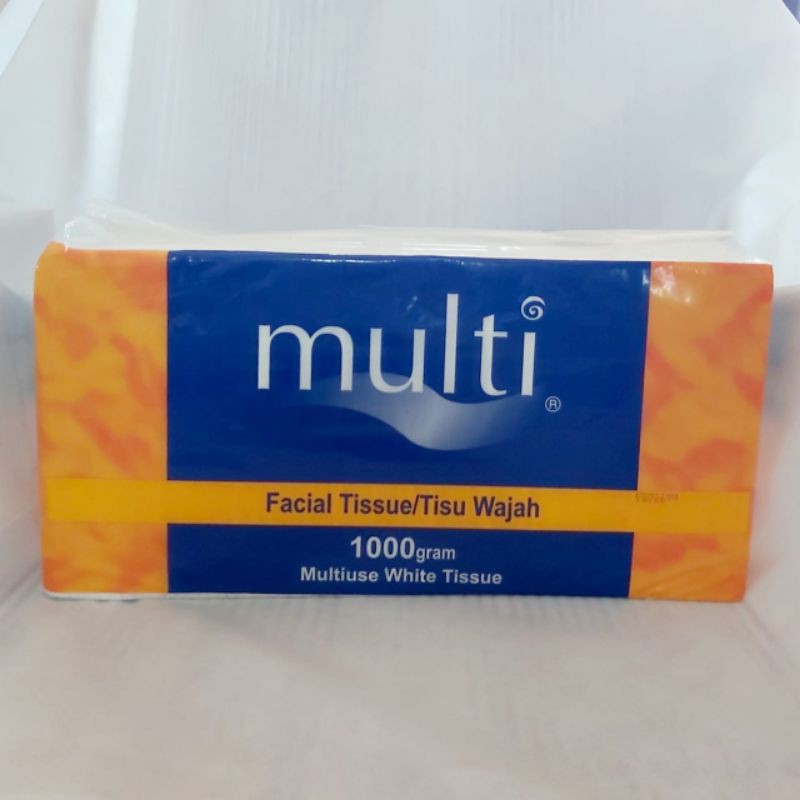 multi
®
Facial Tissue/Tisu Wajah
1000gram
Multiuse White Tissue